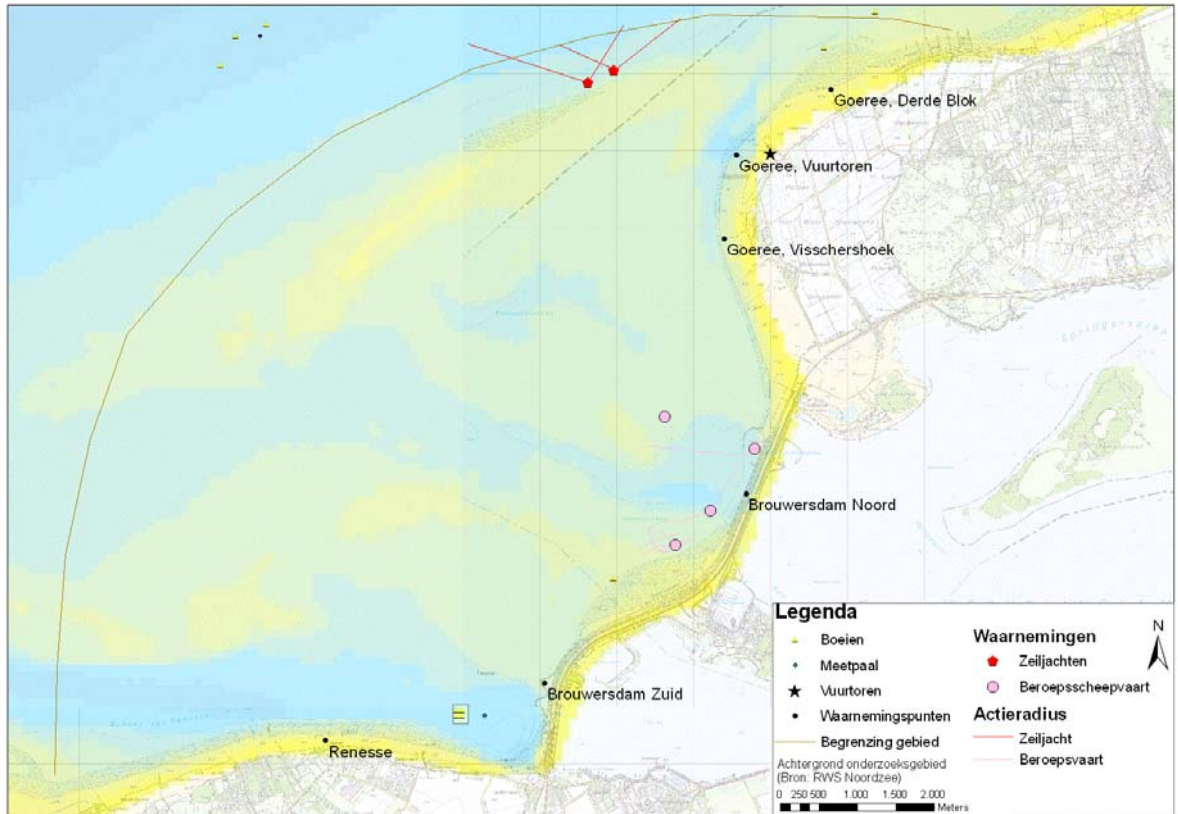 Goeree, Derde Blok
Goeree, Vuurtoren
Goeree, Visschershoek
Brouwersdam Noord
Brouwersdam Zuid
Renesse
Legenda
Boeien
Meetpaal
Vuurtoren
Waarnemingspunten
Begrenzing gebied
Achtergrond onderzoeksgebied
(Bron: RWS Noordzee)
0 250 500 1.000 1.500 2.000
Meters
Waarnemingen
Zeiljachten
Beroepsscheepvaart
Actieradius
Zeiljacht
Beroepsvaart
N